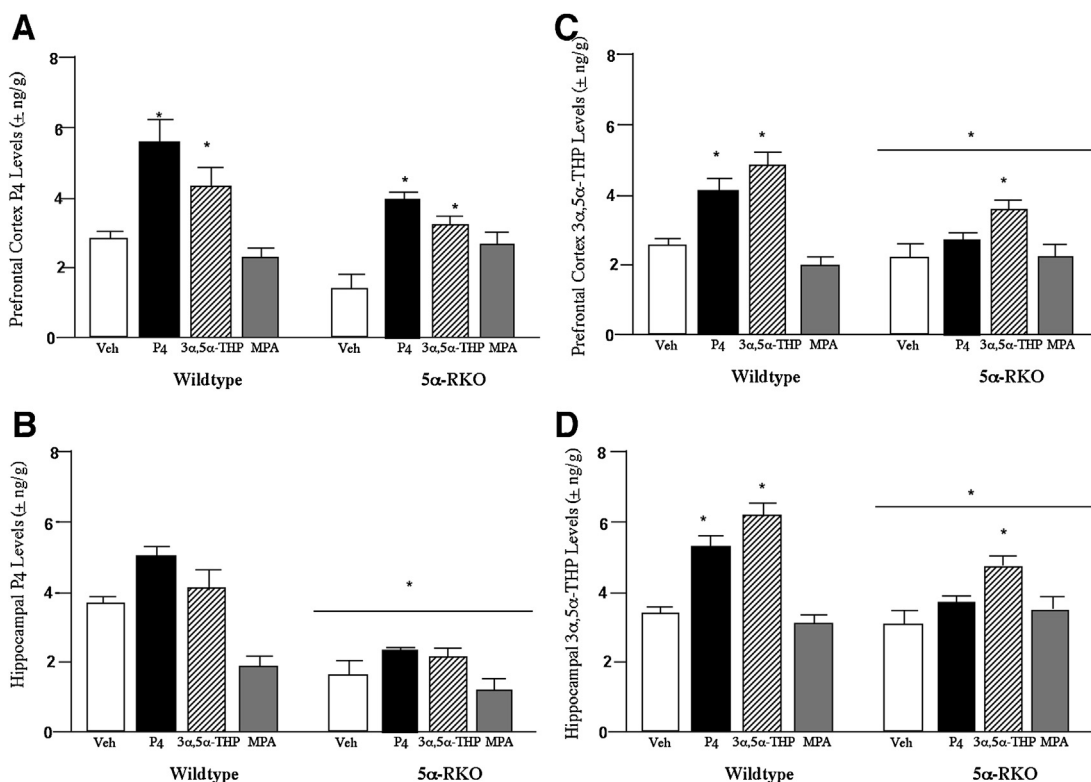 A
Prefrontal Cortex P4 Levels (± ng/g)
8
6
4
2
0
* * * *
Veh P4 3α,5α-THP MPA Veh P4 3α,5α-THP MPA
Wildtype 5α-RKO
B
Hippocampal P4 Levels (± ng/g)
8
6
4
2
0
*
Veh P4 3α,5α-THP MPA Veh P4 3α,5α-THP MPA
Wildtype 5α-RKO
C
Prefrontal Cortex 3α,5α-THP Levels (± ng/g)
8
6
4
2
0
* * * *
Veh P4 3α,5α-THP MPA Veh P4 3α,5α-THP MPA
Wildtype 5α-RKO
D
Hippocampal 3α,5α-THP Levels (± ng/g)
8
6
4
2
0
* * * *
Veh P4 3α,5α-THP MPA Veh P4 3α,5α-THP MPA
Wildtype 5α-RKO